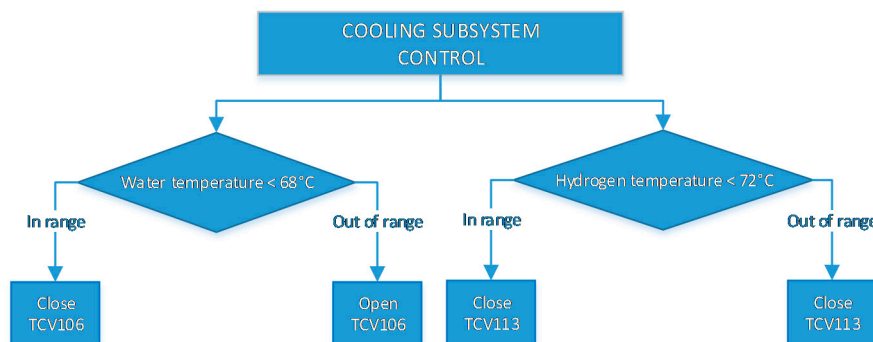 COOLING SUBSYSTEM
CONTROL
Water temperature < 68°C
Hydrogen temperature < 72°C
In range
Out of range
In range
Out of range
Close
TCV106
Open
TCV106
Close
TCV113
Close
TCV113